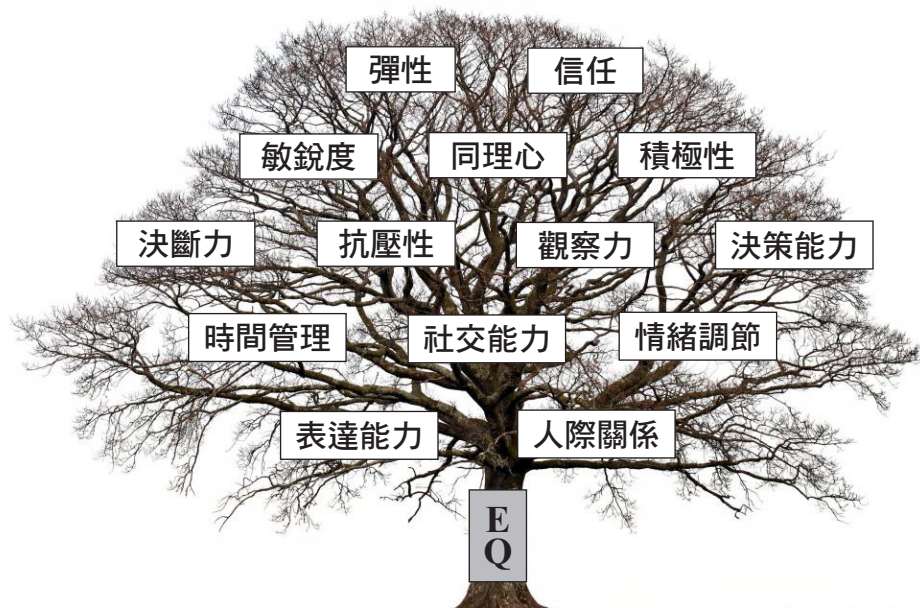 彈性
信任
敏銳度
同理心
積極性
決斷力
抗壓性
觀察力
決策能力
時間管理
社交能力
情緒調節
表達能力
人際關係
E
Q